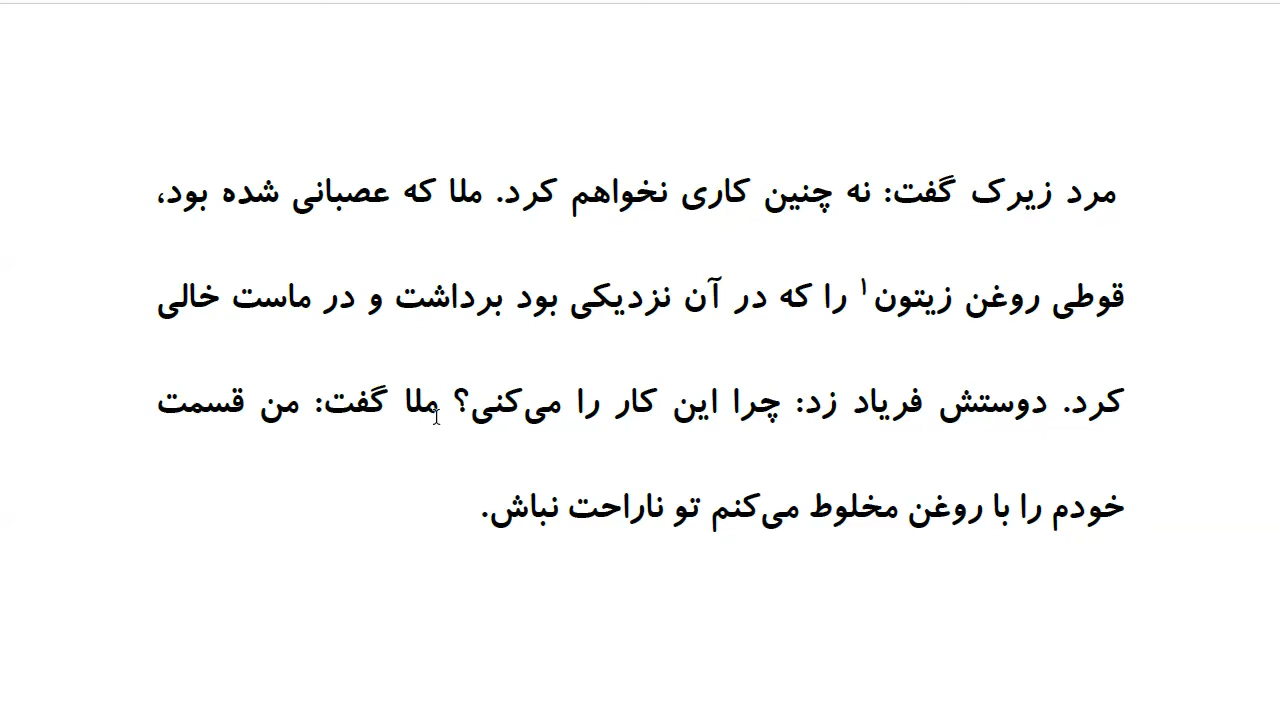 مرد زیرک گفت: نه چنین کاری نخواهم کرد. ملا که عصبانی شده بود،
قوطی روغن زیتون۱ را که در آن نزدیکی بود برداشت و در ماست خالی
کرد. دوستش فریاد زد: چرا این کار را می‌کنی؟ ملا گفت: من قسمت
خودم را با روغن مخلوط می‌کنم تو ناراحت نباش.